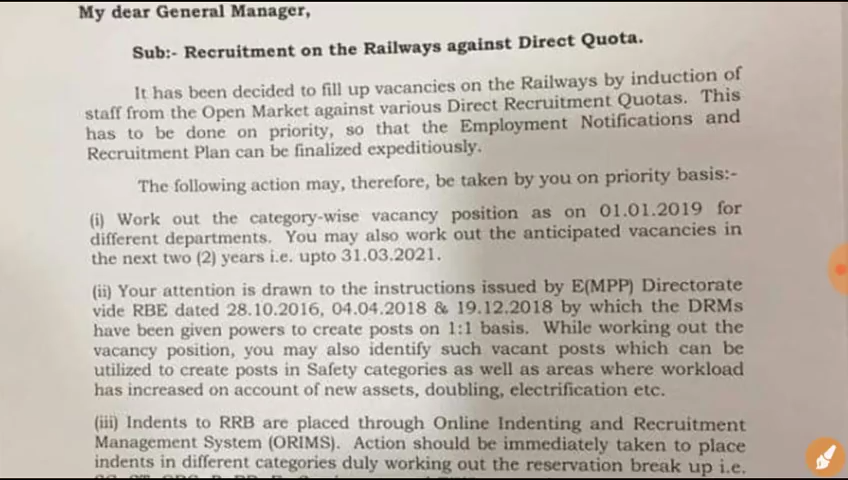 My dear General Manager,
Sub:- Recruitment on the Railways against Direct Quota.
It has been decided to fill up vacancies on the Railways by induction of
staff from the Open Market against various Direct Recruitment Quotas. This
has to be done on priority, so that the Employment Notifications and
Recruitment Plan can be finalized expeditiously.
The following action may, therefore, be taken by you on priority basis:-
(i) Work out the category-wise vacancy position as on 01.01.2019 for
different departments. You may also work out the anticipated vacancies in
the next two (2) years i.e. upto 31.03.2021.
(ii) Your attention is drawn to the instructions issued by E(MPP) Directorate
vide RBE dated 28.10.2016, 04.04.2018 & 19.12.2018 by which the DRMs
have been given powers to create posts on 1:1 basis. While working out the
vacancy position, you may also identify such vacant posts which can be
utilized to create posts in Safety categories as well as areas where workload
has increased on account of new assets, doubling, electrification etc.
(iii) Indents to RRB are placed through Online Indenting and Recruitment
Management System (ORIMS). Action should be immediately taken to place
indents in different categories duly working out the reservation break up i.e.